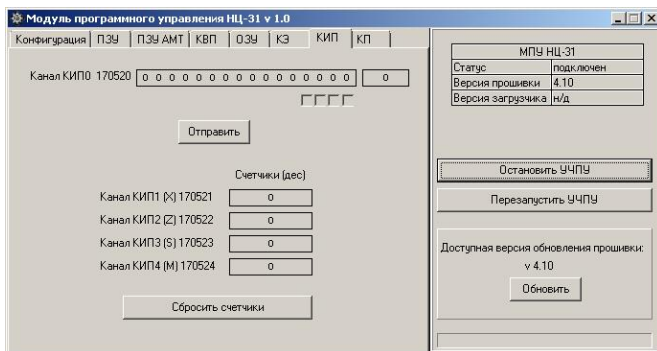 Модуль программного управления НЦ-31 v 1.0
Конфигурация ПЗУ ПЗУ АМТ КВП ОЗУ КЭ КИП КП
Канал КИП0 170520 0 0 0 0 0 0 0 0 0 0 0 0 0 0 0 0 0
Отправить
Счетчики (дес)
Канал КИП1 (X) 170521 0
Канал КИП2 (Z) 170522 0
Канал КИП3 (S) 170523 0
Канал КИП4 (M) 170524 0
Сбросить счетчики
МПУ НЦ-31
Статус подключен
Версия прошивки 4.10
Версия загрузчика н/д
Остановить УЧПУ
Перезапустить УЧПУ
Доступная версия обновления прошивки:
v 4.10
Обновить